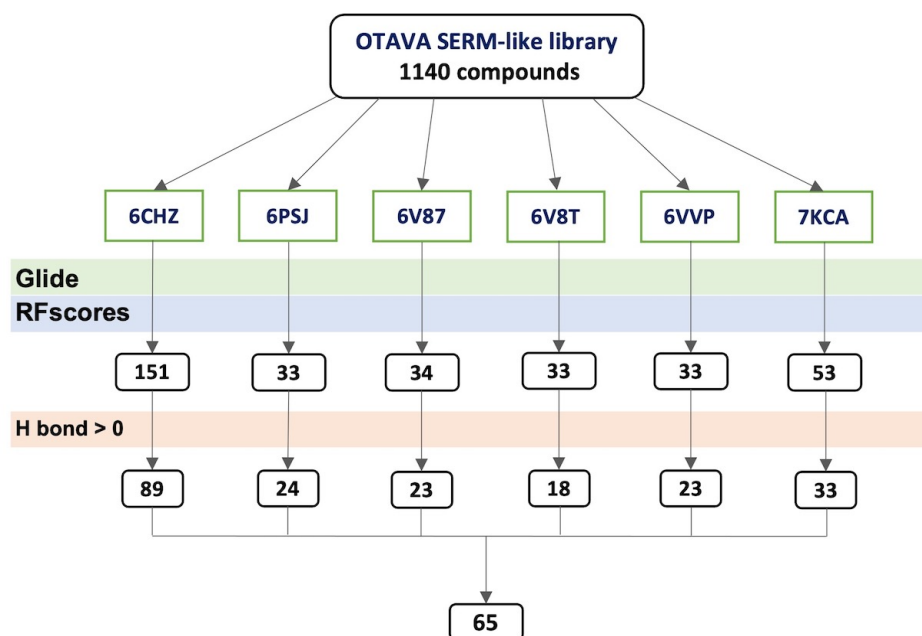 OTAVA SERM-like library
1140 compounds
6CHZ 6PSJ 6V87 6V8T 6VVP 7KCA
Glide
RFscores
151 33 34 33 33 53
H bond > 0
89 24 23 18 23 33
65